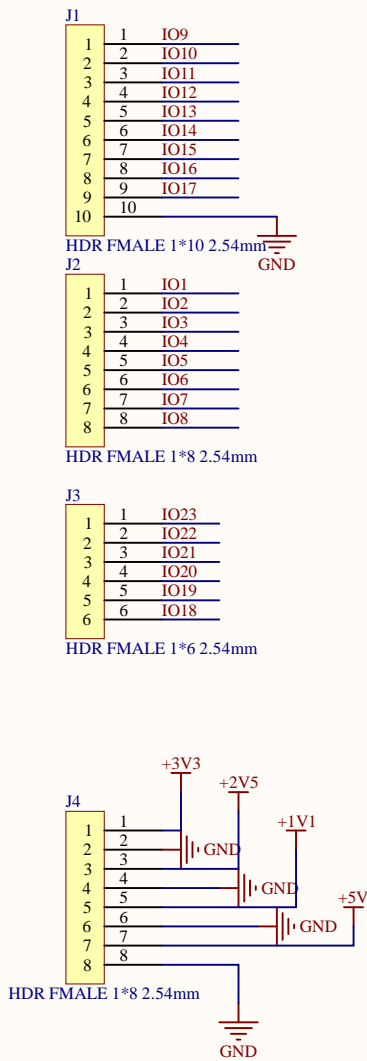 J1
1 1 IO9
2 2 IO10
3 3 IO11
4 4 IO12
5 5 IO13
6 6 IO14
7 7 IO15
8 8 IO16
9 9 IO17
10 10
HDR FMALE 1*10 2.54mm
GND
J2
1 1 IO1
2 2 IO2
3 3 IO3
4 4 IO4
5 5 IO5
6 6 IO6
7 7 IO7
8 8 IO8
HDR FMALE 1*8 2.54mm
J3
1 1 IO23
2 2 IO22
3 3 IO21
4 4 IO20
5 5 IO19
6 6 IO18
HDR FMALE 1*6 2.54mm
+3V3
+2V5
J4
+1V1
1 1
2 2 GND
3 3
4 4 GND
5 5 +5V
6 6 GND
7 7
8 8
HDR FMALE 1*8 2.54mm
GND